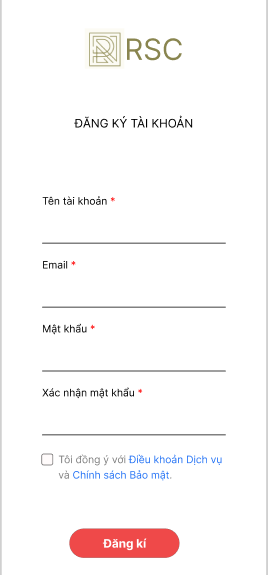 RSC
ĐĂNG KÝ TÀI KHOẢN
Tên tài khoản *
Email *
Mật khẩu *
Xác nhận mật khẩu *
Tôi đồng ý với Điều khoản Dịch vụ
và Chính sách Bảo mật.
Đăng kí